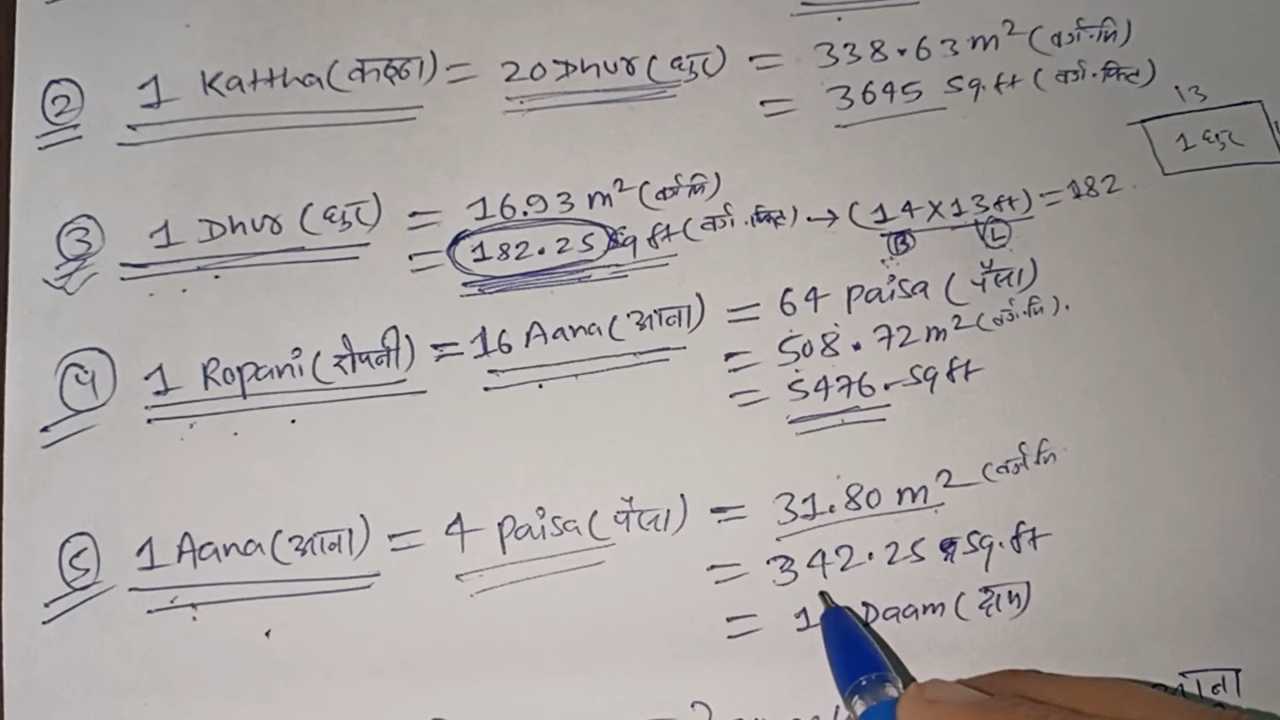 ② 1 Kattha (कठ्ठा) = 20 Dhur (धुर) = 338.63 m² (वर्ग.मि)
= 3645 sq.ft (वर्ग.फिट)
13
1 धुर
③ 1 Dhur (धुर) = 16.93 m² (वर्ग मि)
= 182.25 sq ft (वर्ग.फिट) → (14 X 13 ft) = 182.
B L
④ 1 Ropani (रोपनी) = 16 Aana (आना) = 64 Paisa (पैसा)
= 508.72 m² (वर्ग.मि).
= 5476. sq ft
⑤ 1 Aana (आना) = 4 Paisa (पैसा) = 31.80 m² (वर्ग मि
= 342.25 sq.ft
= 1 Daam (दाम)
आना